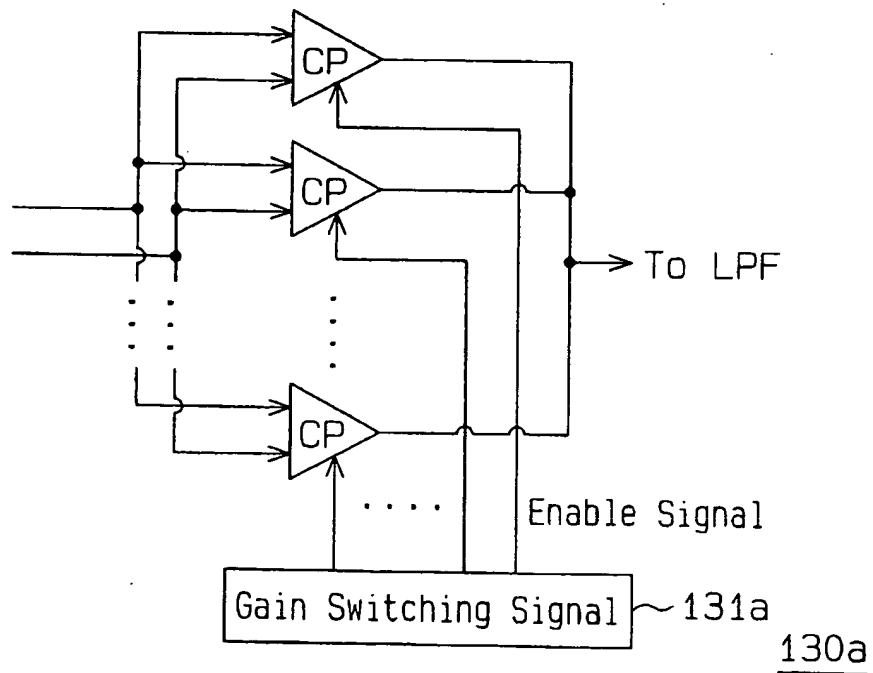 CP
CP
To LPF
CP
Enable Signal
Gain Switching Signal
131a
130a